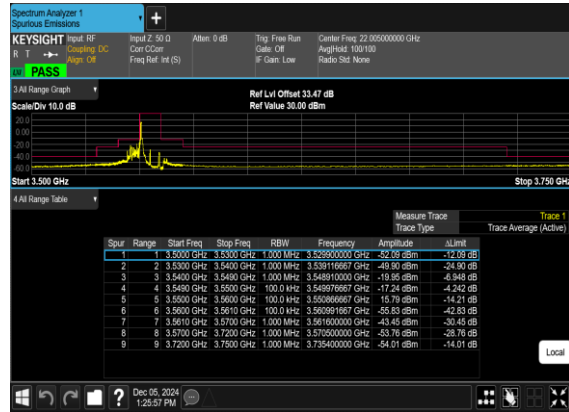 Spectrum Analyzer 1
Spurious Emissions
+
KEYSIGHT Input: RF Input Z: 50 Ω Atten: 0 dB Trig: Free Run Center Freq: 22.005000000 GHz
R T Coupling: DC Corr CCorr Gate: Off Avg|Hold: 100/100
Align: Off Freq Ref: Int (S) IF Gain: Low Radio Std: None
LXI PASS
3 All Range Graph
Ref Lvl Offset 33.47 dB
Scale/Div 10.0 dB Ref Value 30.00 dBm
20.0
0.00
-20.0
-40.0
-60.0
Start 3.500 GHz Stop 3.750 GHz
4 All Range Table
Measure Trace Trace 1
Trace Type Trace Average (Active)
Spur Range Start Freq Stop Freq RBW Frequency Amplitude ΔLimit
1 1 3.5000 GHz 3.5300 GHz 1.000 MHz 3.529900000 GHz -52.09 dBm -12.09 dB
2 2 3.5300 GHz 3.5400 GHz 1.000 MHz 3.539116667 GHz -49.90 dBm -24.90 dB
3 3 3.5400 GHz 3.5490 GHz 1.000 MHz 3.548910000 GHz -19.95 dBm -6.948 dB
4 4 3.5490 GHz 3.5500 GHz 100.0 kHz 3.549976667 GHz -17.24 dBm -4.242 dB
5 5 3.5500 GHz 3.5600 GHz 100.0 kHz 3.550866667 GHz 15.79 dBm -14.21 dB
6 6 3.5600 GHz 3.5610 GHz 100.0 kHz 3.560991667 GHz -55.83 dBm -42.83 dB
7 7 3.5610 GHz 3.5700 GHz 1.000 MHz 3.561600000 GHz -43.45 dBm -30.45 dB
8 8 3.5700 GHz 3.7200 GHz 1.000 MHz 3.570500000 GHz -53.76 dBm -28.76 dB
9 9 3.7200 GHz 3.7500 GHz 1.000 MHz 3.735400000 GHz -54.01 dBm -14.01 dB
Local
? Dec 05, 2024
1:25:57 PM